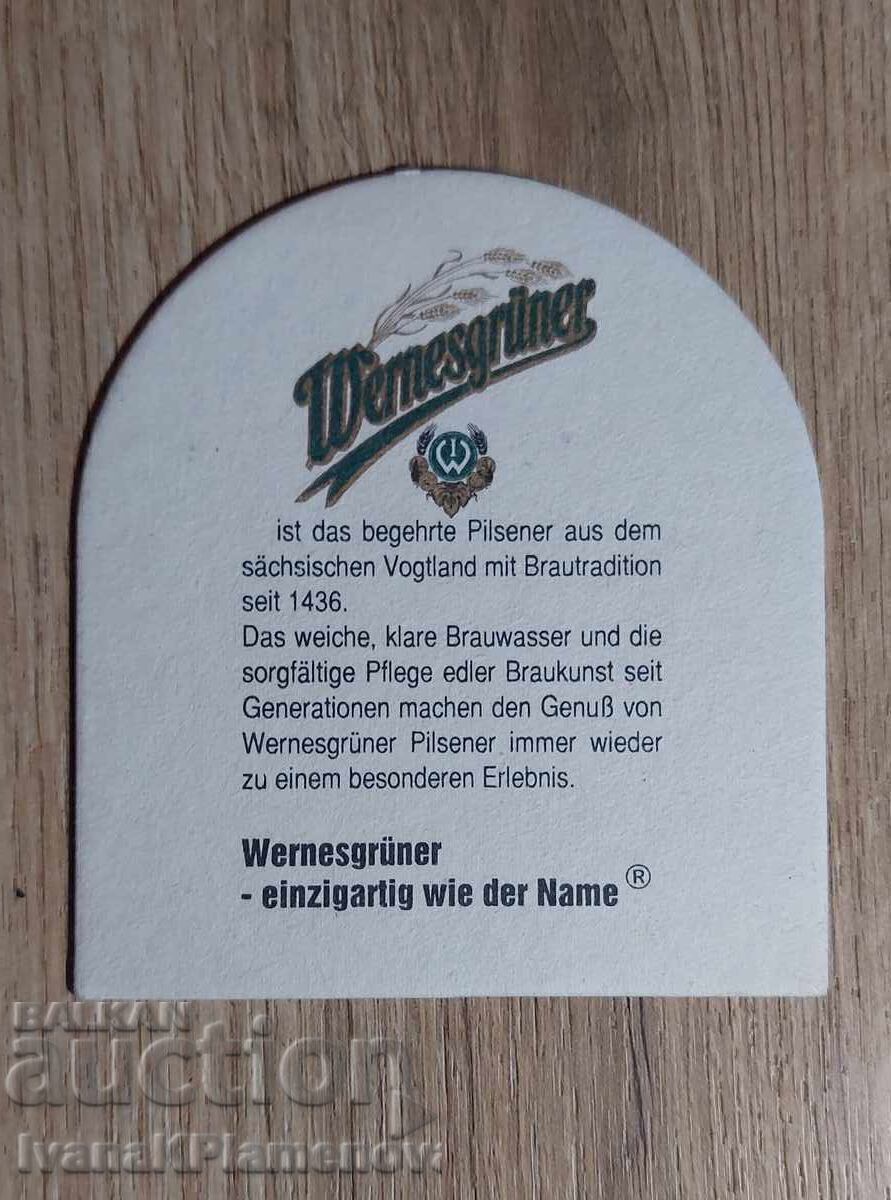 Wernesgrüner
W
ist das begehrte Pilsener aus dem
sächsischen Vogtland mit Brautradition
seit 1436.
Das weiche, klare Brauwasser und die
sorgfältige Pflege edler Braukunst seit
Generationen machen den Genuß von
Wernesgrüner Pilsener immer wieder
zu einem besonderen Erlebnis.
Wernesgrüner
- einzigartig wie der Name ®
BALKAN
auction
IvanaKPlamenova